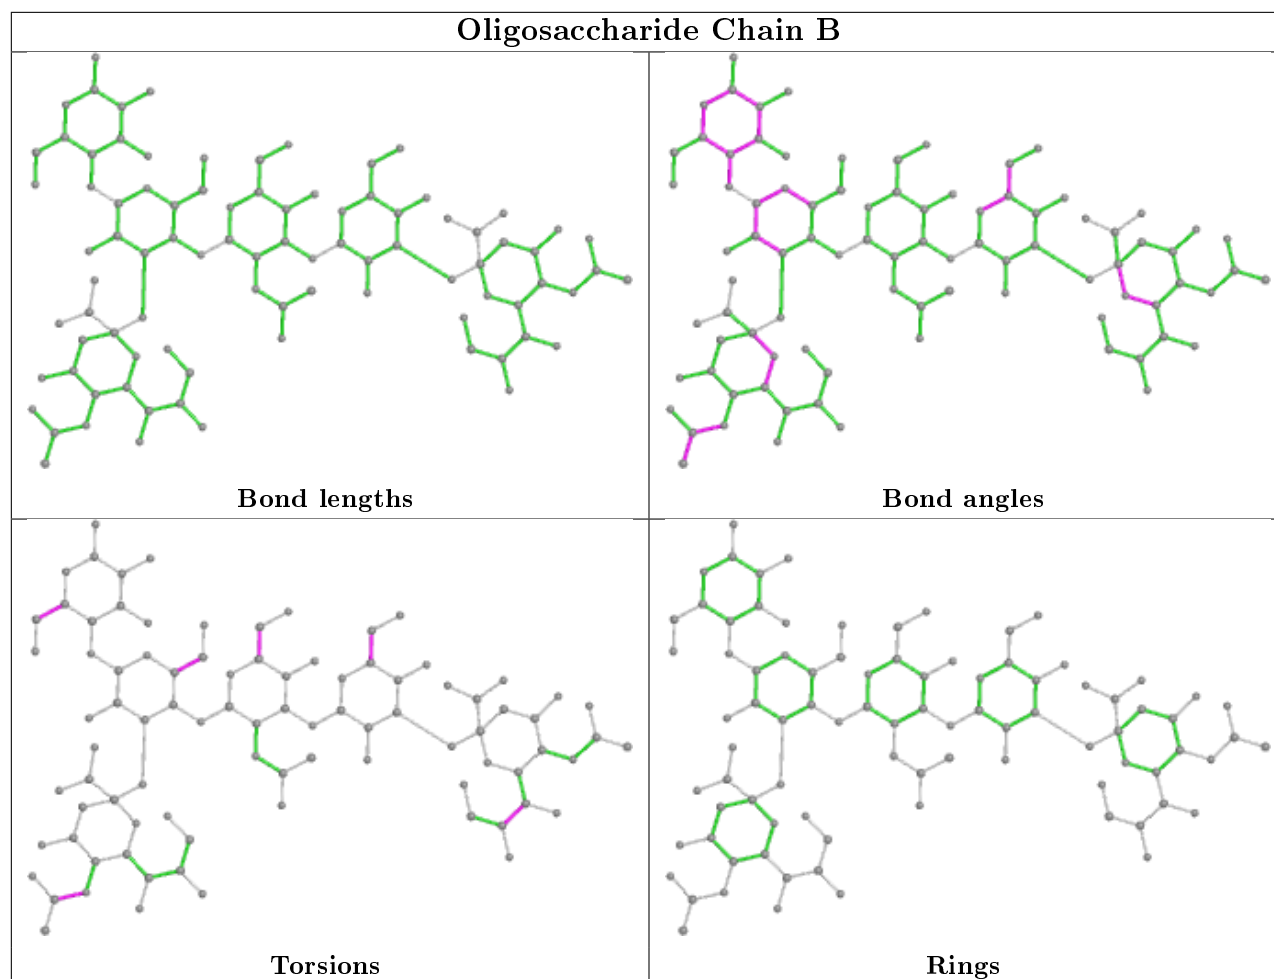 Oligosaccharide Chain B
Bond lengths
Bond angles
Torsions
Rings